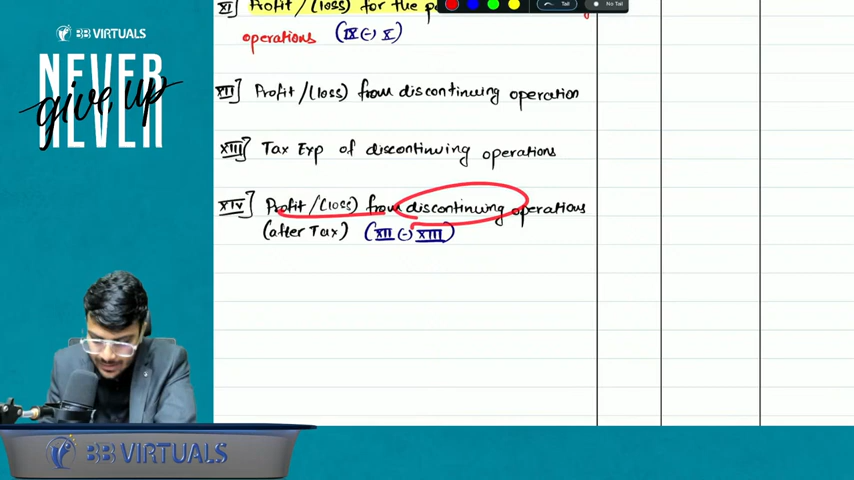 XI] Profit/(loss) for the
operations (IX (-) X)
XII] Profit/(loss) from discontinuing operation
XIII] Tax Exp of discontinuing operations
XIV] Profit/(loss) from discontinuing operations
(after Tax) (XII (-) XIII)
Tail
No Tail
BB VIRTUALS
NEVER
give up
NEVER
BB VIRTUALS